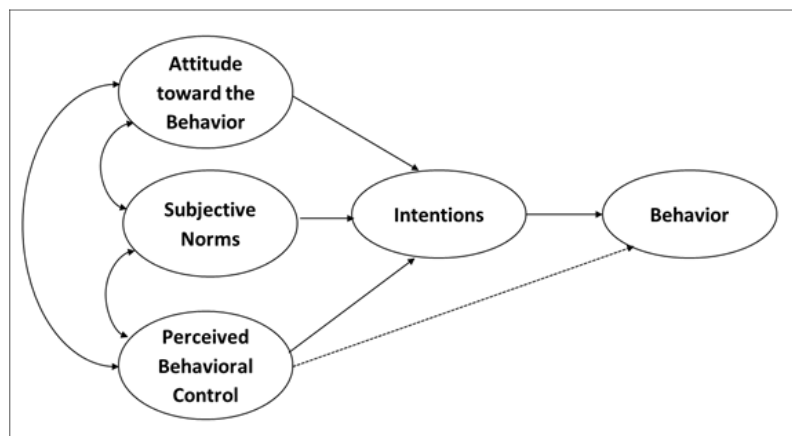 Attitude
toward the
Behavior
Subjective
Norms
Intentions
Behavior
Perceived
Behavioral
Control